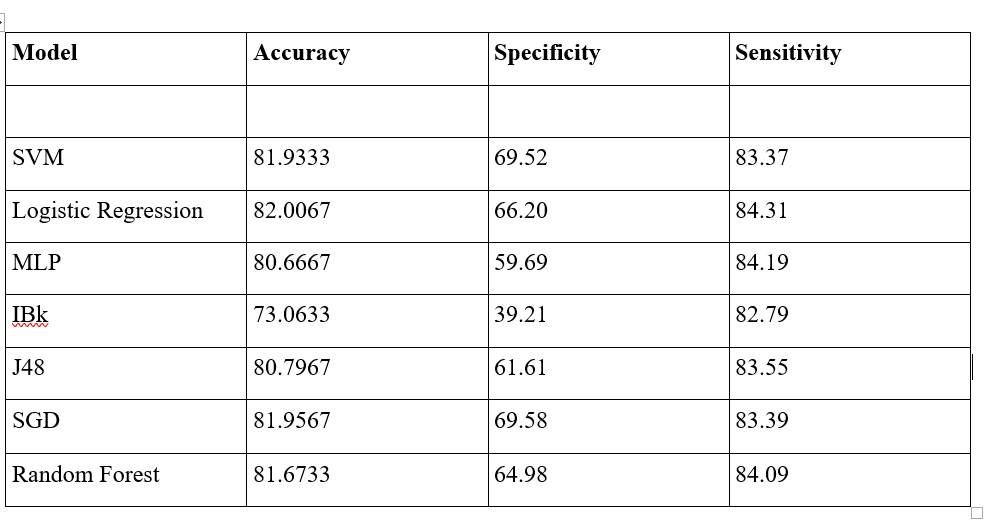 Model Accuracy Specificity Sensitivity
SVM 81.9333 69.52 83.37
Logistic Regression 82.0067 66.20 84.31
MLP 80.6667 59.69 84.19
IBk 73.0633 39.21 82.79
J48 80.7967 61.61 83.55
SGD 81.9567 69.58 83.39
Random Forest 81.6733 64.98 84.09